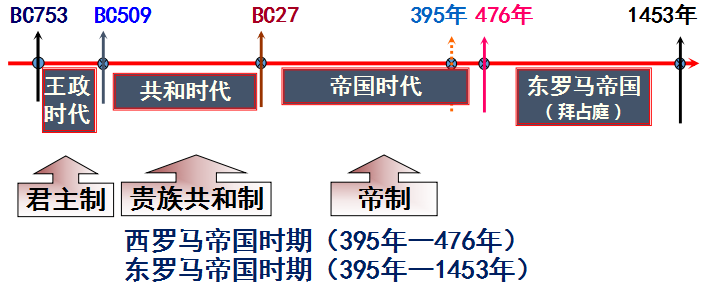 BC753 BC509 BC27 395年 476年 1453年
王政
时代
共和时代
帝国时代
东罗马帝国
（拜占庭）
君主制 贵族共和制 帝制
西罗马帝国时期（395年—476年）
东罗马帝国时期（395年—1453年）